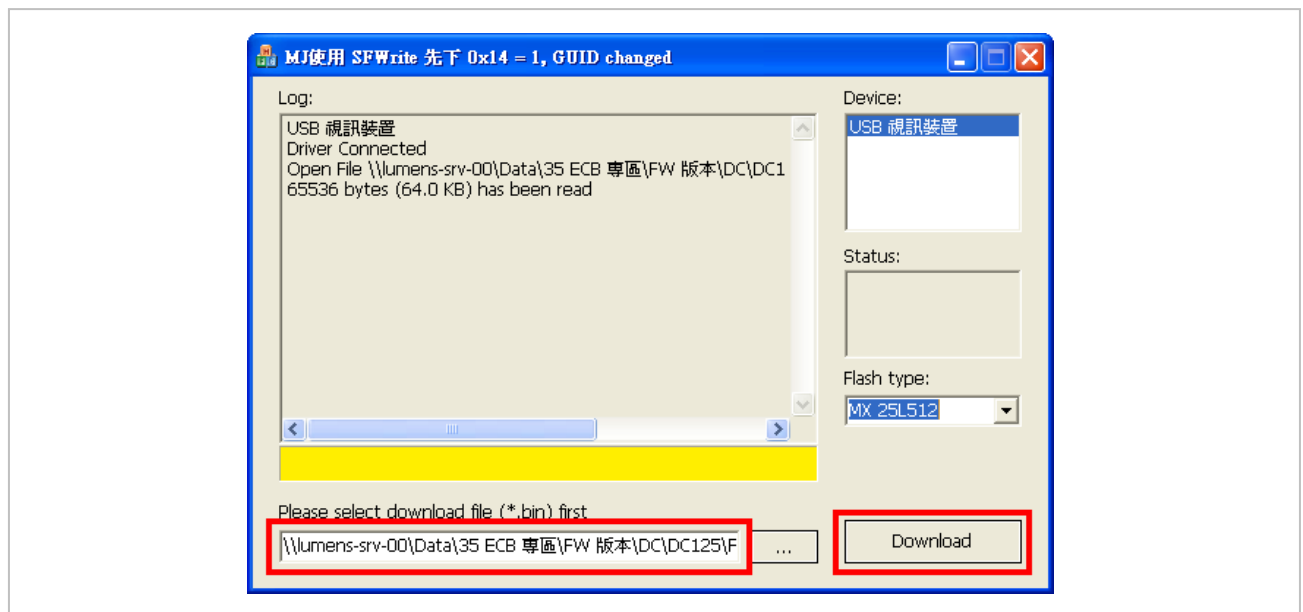 MJ使用 SFWrite 先下 0x14 = 1, GUID changed
Log:
USB 視訊裝置
Driver Connected
Open File \\lumens-srv-00\Data\35 ECB 專區\FW 版本\DC\DC1
65536 bytes (64.0 KB) has been read
Device:
USB 視訊裝置
Status:
Flash type:
MX 25L512
Please select download file (*.bin) first
\\lumens-srv-00\Data\35 ECB 專區\FW 版本\DC\DC125\F
...
Download